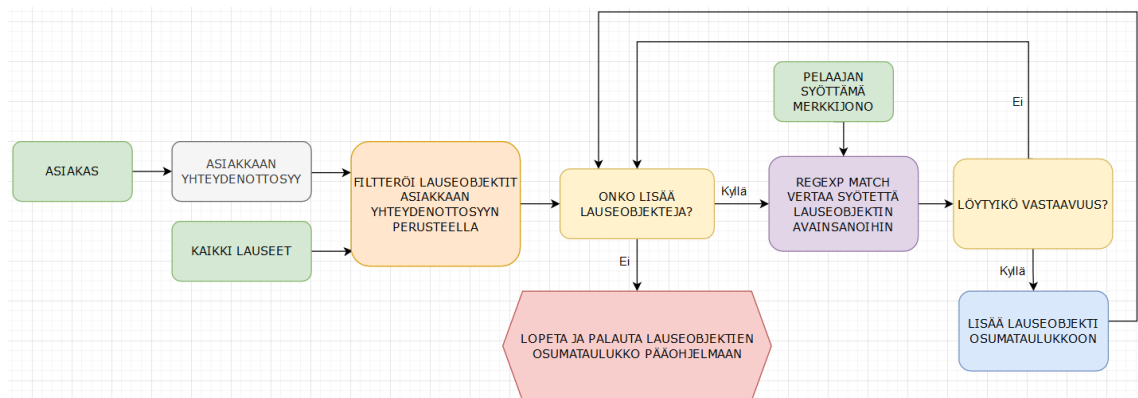 ASIAKAS
ASIAKKAAN
YHTEYDENOTTOSYY
KAIKKI LAUSEET
FILTTERÖI LAUSEOBJEKTIT
ASIAKKAAN
YHTEYDENOTTOSYYN
PERUSTEELLA
ONKO LISÄÄ
LAUSEOBJEKTEJA?
Kyllä
Ei
LOPETA JA PALAUTA LAUSEOBJEKTIEN
OSUMATAULUKKO PÄÄOHJELMAAN
PELAAJAN
SYÖTTÄMÄ
MERKKIJONO
REGEXP MATCH
VERTAA SYÖTETTÄ
LAUSEOBJEKTIN
AVAINSANOIHIN
LÖYTYIKÖ VASTAAVUUS?
Ei
Kyllä
LISÄÄ LAUSEOBJEKTI
OSUMATAULUKKOON